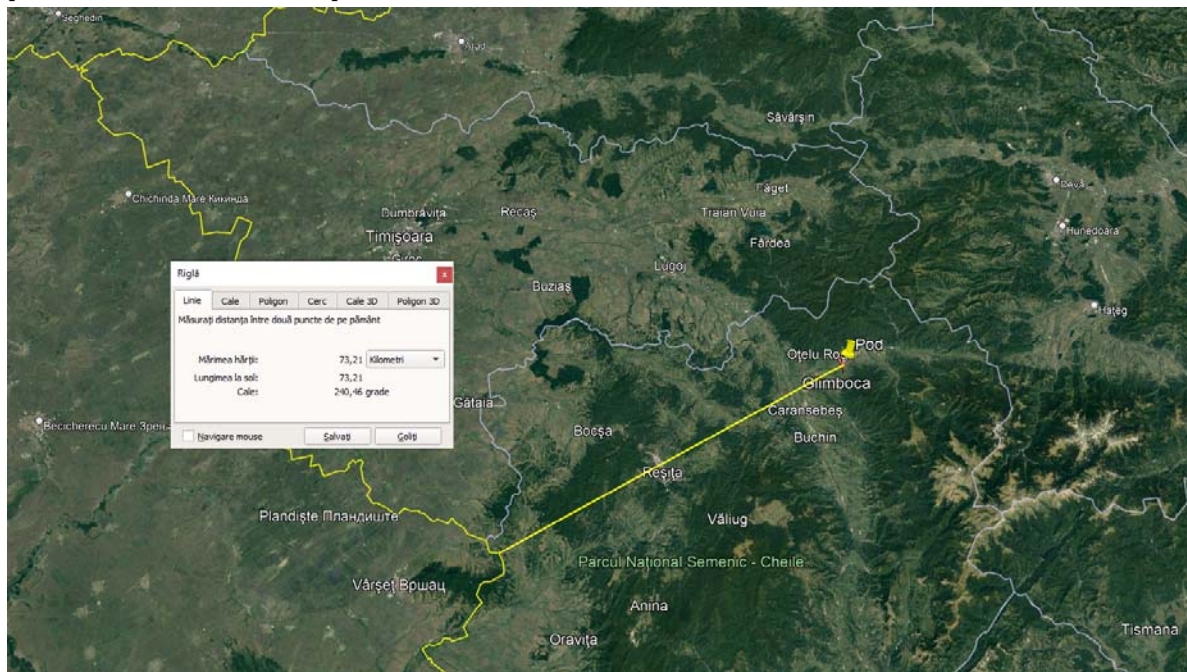 Seghedin
Arad
Săvârșin
Deva
Chichinda Mare Кикинда
Făget
Dumbrăvița
Recaș
Traian Vuia
Hunedoara
Timișoara
Fârdea
Giroc
Lugoj
Riglă
Buziaș
Linie Cale Poligon Cerc Cale 3D Poligon 3D
Măsurați distanța între două puncte de pe pământ
Hațeg
Mărimea hărții: 73,21 Kilometri
Pod
Oțelu Roșu
Lungimea la sol: 73,21
Cale: 240,46 grade
Glimboca
Gătaia
Caransebeș
Becicherecu Mare
Bocșa
Buchin
Navigare mouse Salvați Goliți
Reșița
Plandiște Пландиште
Văliug
Parcul Național Semenic - Cheile
Vârșeț Вршац
Anina
Oravița
Tismana